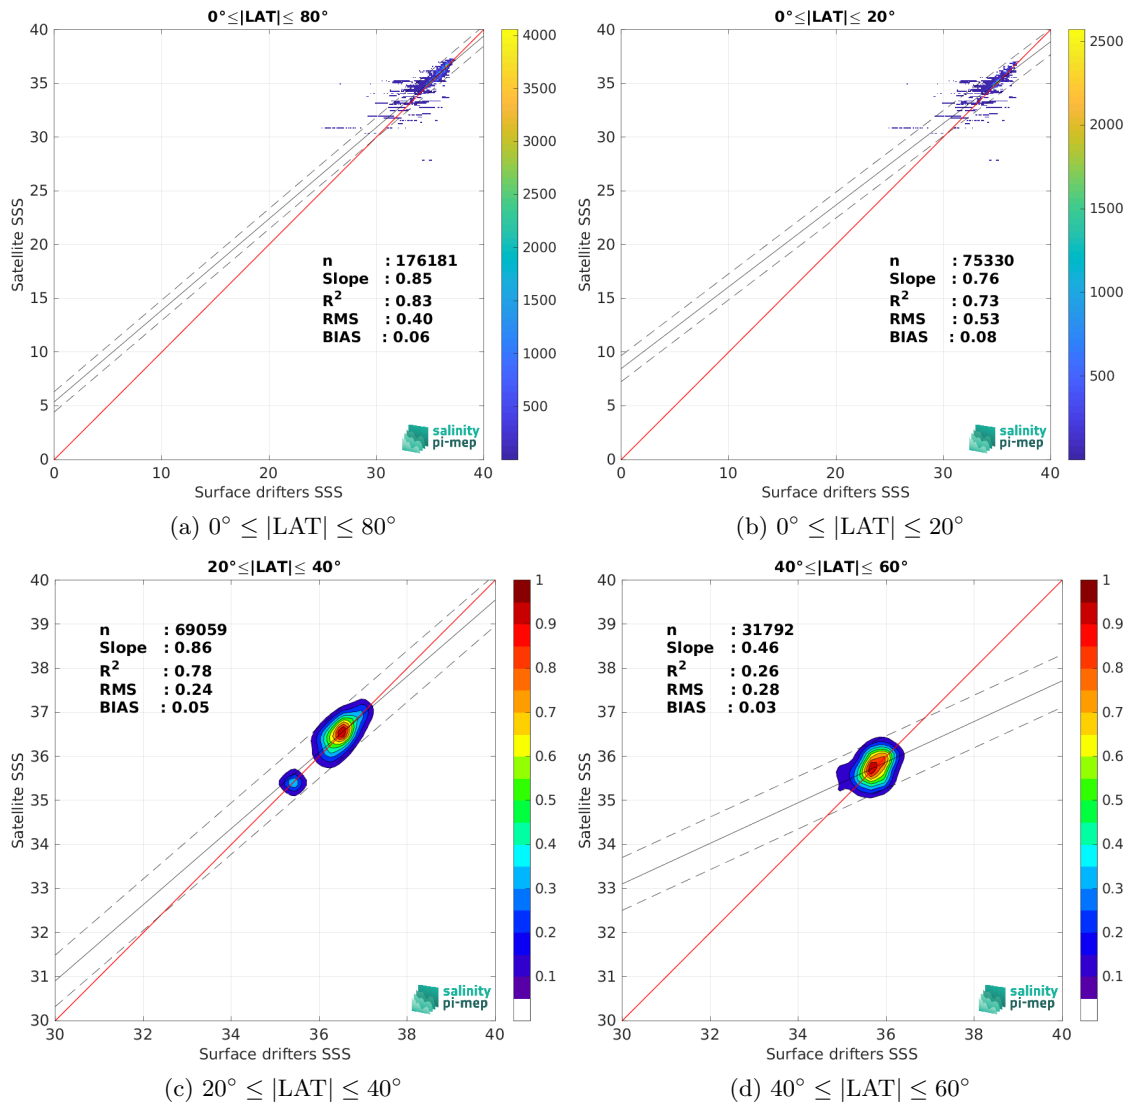 0°≤|LAT|≤ 80°
40
35
30
25
20
15
10
5
0
0
10
20
30
40
Satellite SSS
Surface drifters SSS
n : 176181
Slope : 0.85
R² : 0.83
RMS : 0.40
BIAS : 0.06
salinity
pi-mep
4000
3500
3000
2500
2000
1500
1000
500
(a) 0° ≤ |LAT| ≤ 80°
0°≤|LAT|≤ 20°
40
35
30
25
20
15
10
5
0
0
10
20
30
40
Satellite SSS
Surface drifters SSS
n : 75330
Slope : 0.76
R² : 0.73
RMS : 0.53
BIAS : 0.08
salinity
pi-mep
2500
2000
1500
1000
500
(b) 0° ≤ |LAT| ≤ 20°
20°≤|LAT|≤ 40°
40
39
38
37
36
35
34
33
32
31
30
30
32
34
36
38
40
Satellite SSS
Surface drifters SSS
n : 69059
Slope : 0.86
R² : 0.78
RMS : 0.24
BIAS : 0.05
salinity
pi-mep
1
0.9
0.8
0.7
0.6
0.5
0.4
0.3
0.2
0.1
(c) 20° ≤ |LAT| ≤ 40°
40°≤|LAT|≤ 60°
40
39
38
37
36
35
34
33
32
31
30
30
32
34
36
38
40
Satellite SSS
Surface drifters SSS
n : 31792
Slope : 0.46
R² : 0.26
RMS : 0.28
BIAS : 0.03
salinity
pi-mep
1
0.9
0.8
0.7
0.6
0.5
0.4
0.3
0.2
0.1
(d) 40° ≤ |LAT| ≤ 60°